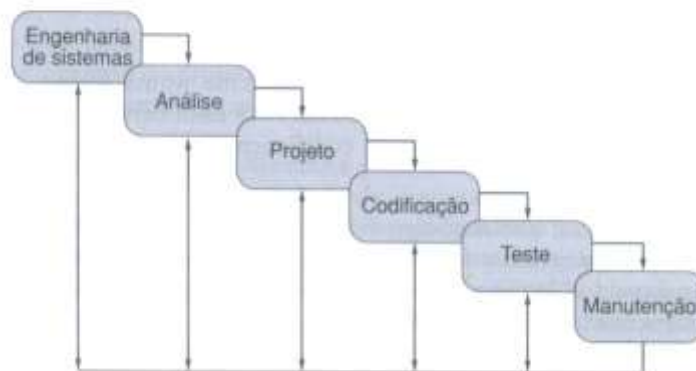 Engenharia
de sistemas
Análise
Projeto
Codificação
Teste
Manutenção